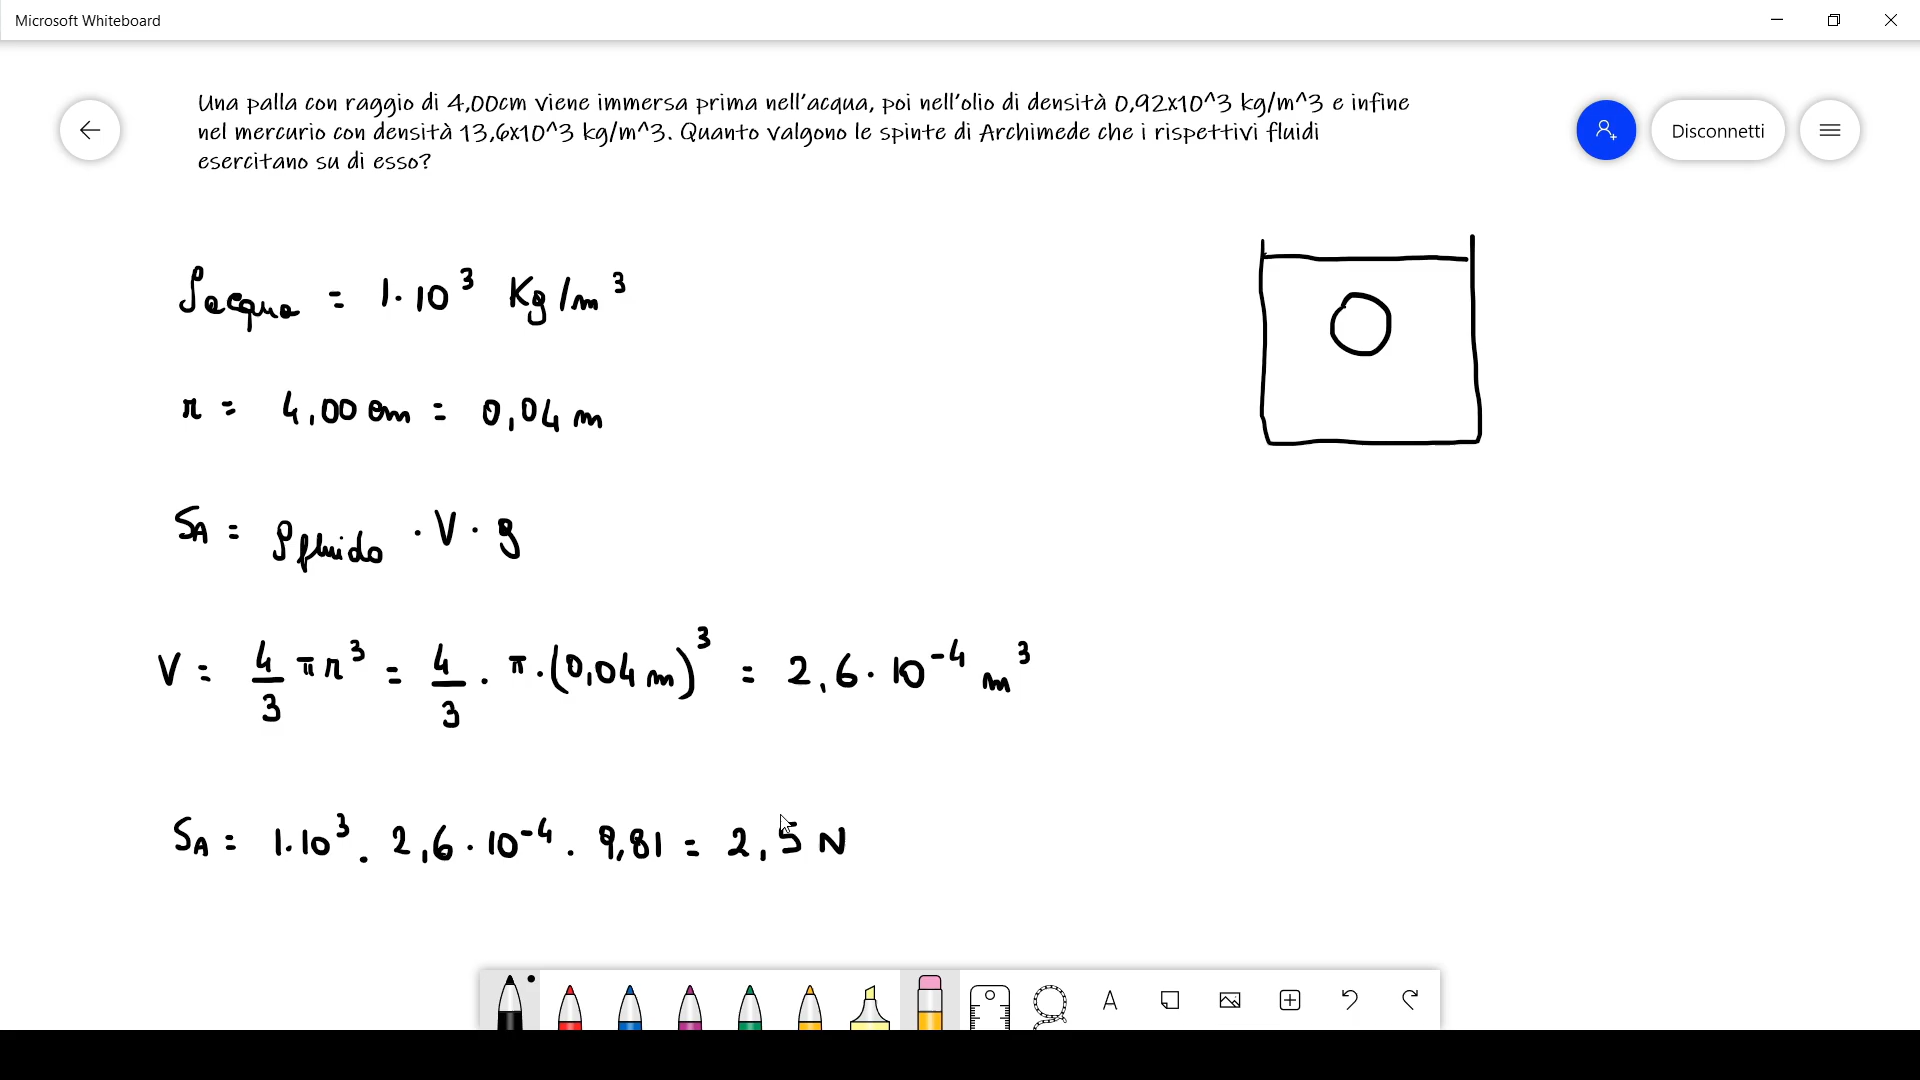 Microsoft Whiteboard
Una palla con raggio di 4,00cm viene immersa prima nell'acqua, poi nell'olio di densità 0,92x10^3 kg/m^3 e infine
nel mercurio con densità 13,6x10^3 kg/m^3. Quanto valgono le spinte di Archimede che i rispettivi fluidi
esercitano su di esso?
Disconnetti
ρacqua = 1·10³ Kg/m³
r = 4,00 cm = 0,04 m
SA = ρfluido · V · g
V = 4/3 πr³ = 4/3 · π · (0,04 m)³ = 2,6 · 10⁻⁴ m³
SA = 1·10³ · 2,6 · 10⁻⁴ · 9,81 = 2,5 N